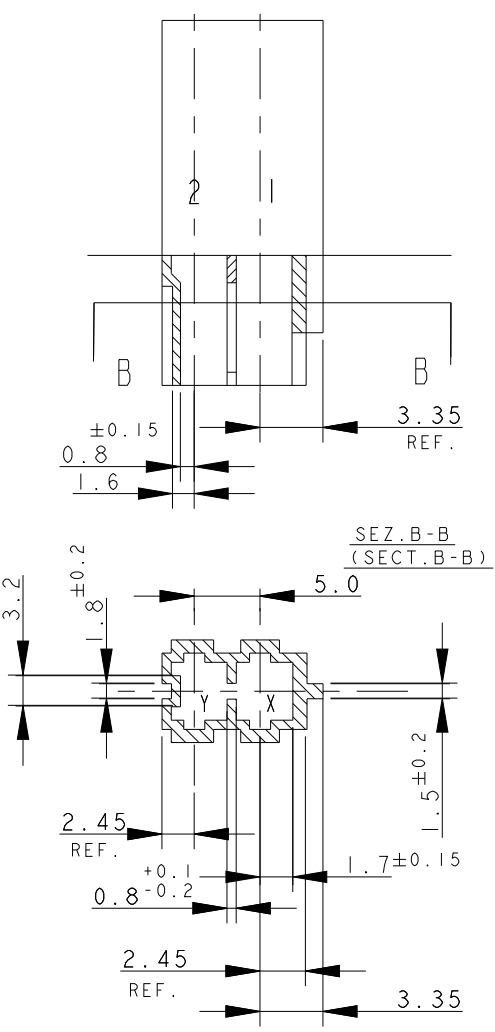 2 1
B B
±0.15
0.8
1.6
3.35
REF.
SEZ.B-B
(SECT.B-B)
5.0
3.2
1.8±0.2
Y X
1.5±0.2
2.45
REF.
1.7±0.15
+0.1
0.8-0.2
2.45
REF.
3.35